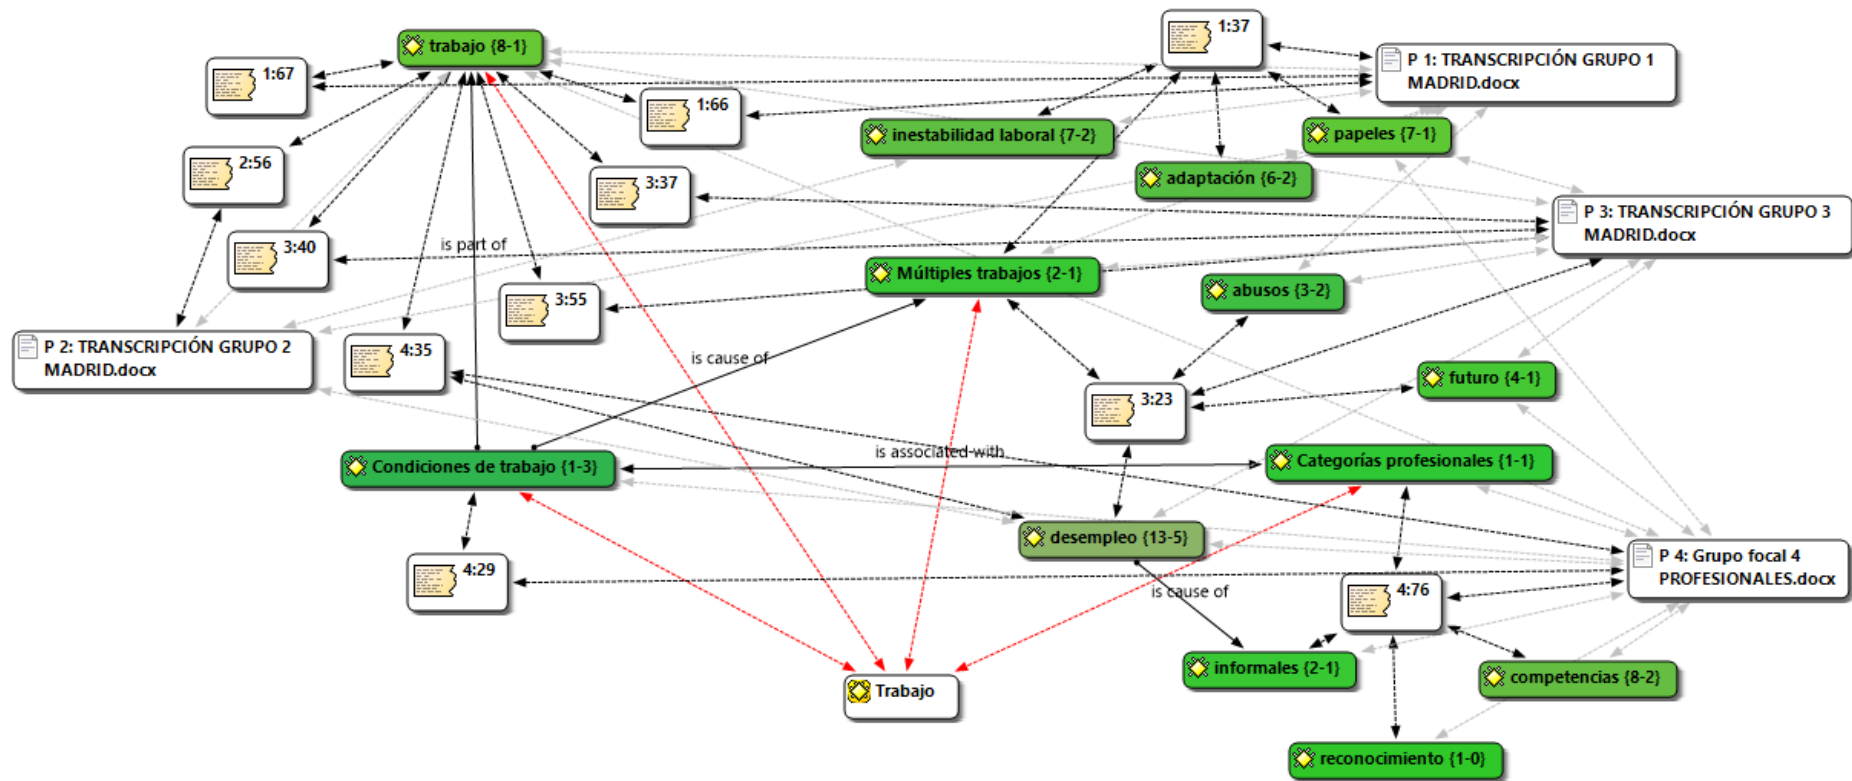 1:37
trabajo {8-1}
P 1: TRANSCRIPCIÓN GRUPO 1
MADRID.docx
1:67
1:66
inestabilidad laboral {7-2}
papeles {7-1}
2:56
adaptación {6-2}
3:37
P 3: TRANSCRIPCIÓN GRUPO 3
MADRID.docx
3:40
is part of
Múltiples trabajos {2-1}
abusos {3-2}
3:55
P 2: TRANSCRIPCIÓN GRUPO 2
MADRID.docx
4:35
is cause of
futuro {4-1}
3:23
is associated with
Condiciones de trabajo {1-3}
Categorías profesionales {1-1}
desempleo {13-5}
P 4: Grupo focal 4
PROFESIONALES.docx
4:29
is cause of
4:76
informales {2-1}
competencias {8-2}
Trabajo
reconocimiento {1-0}